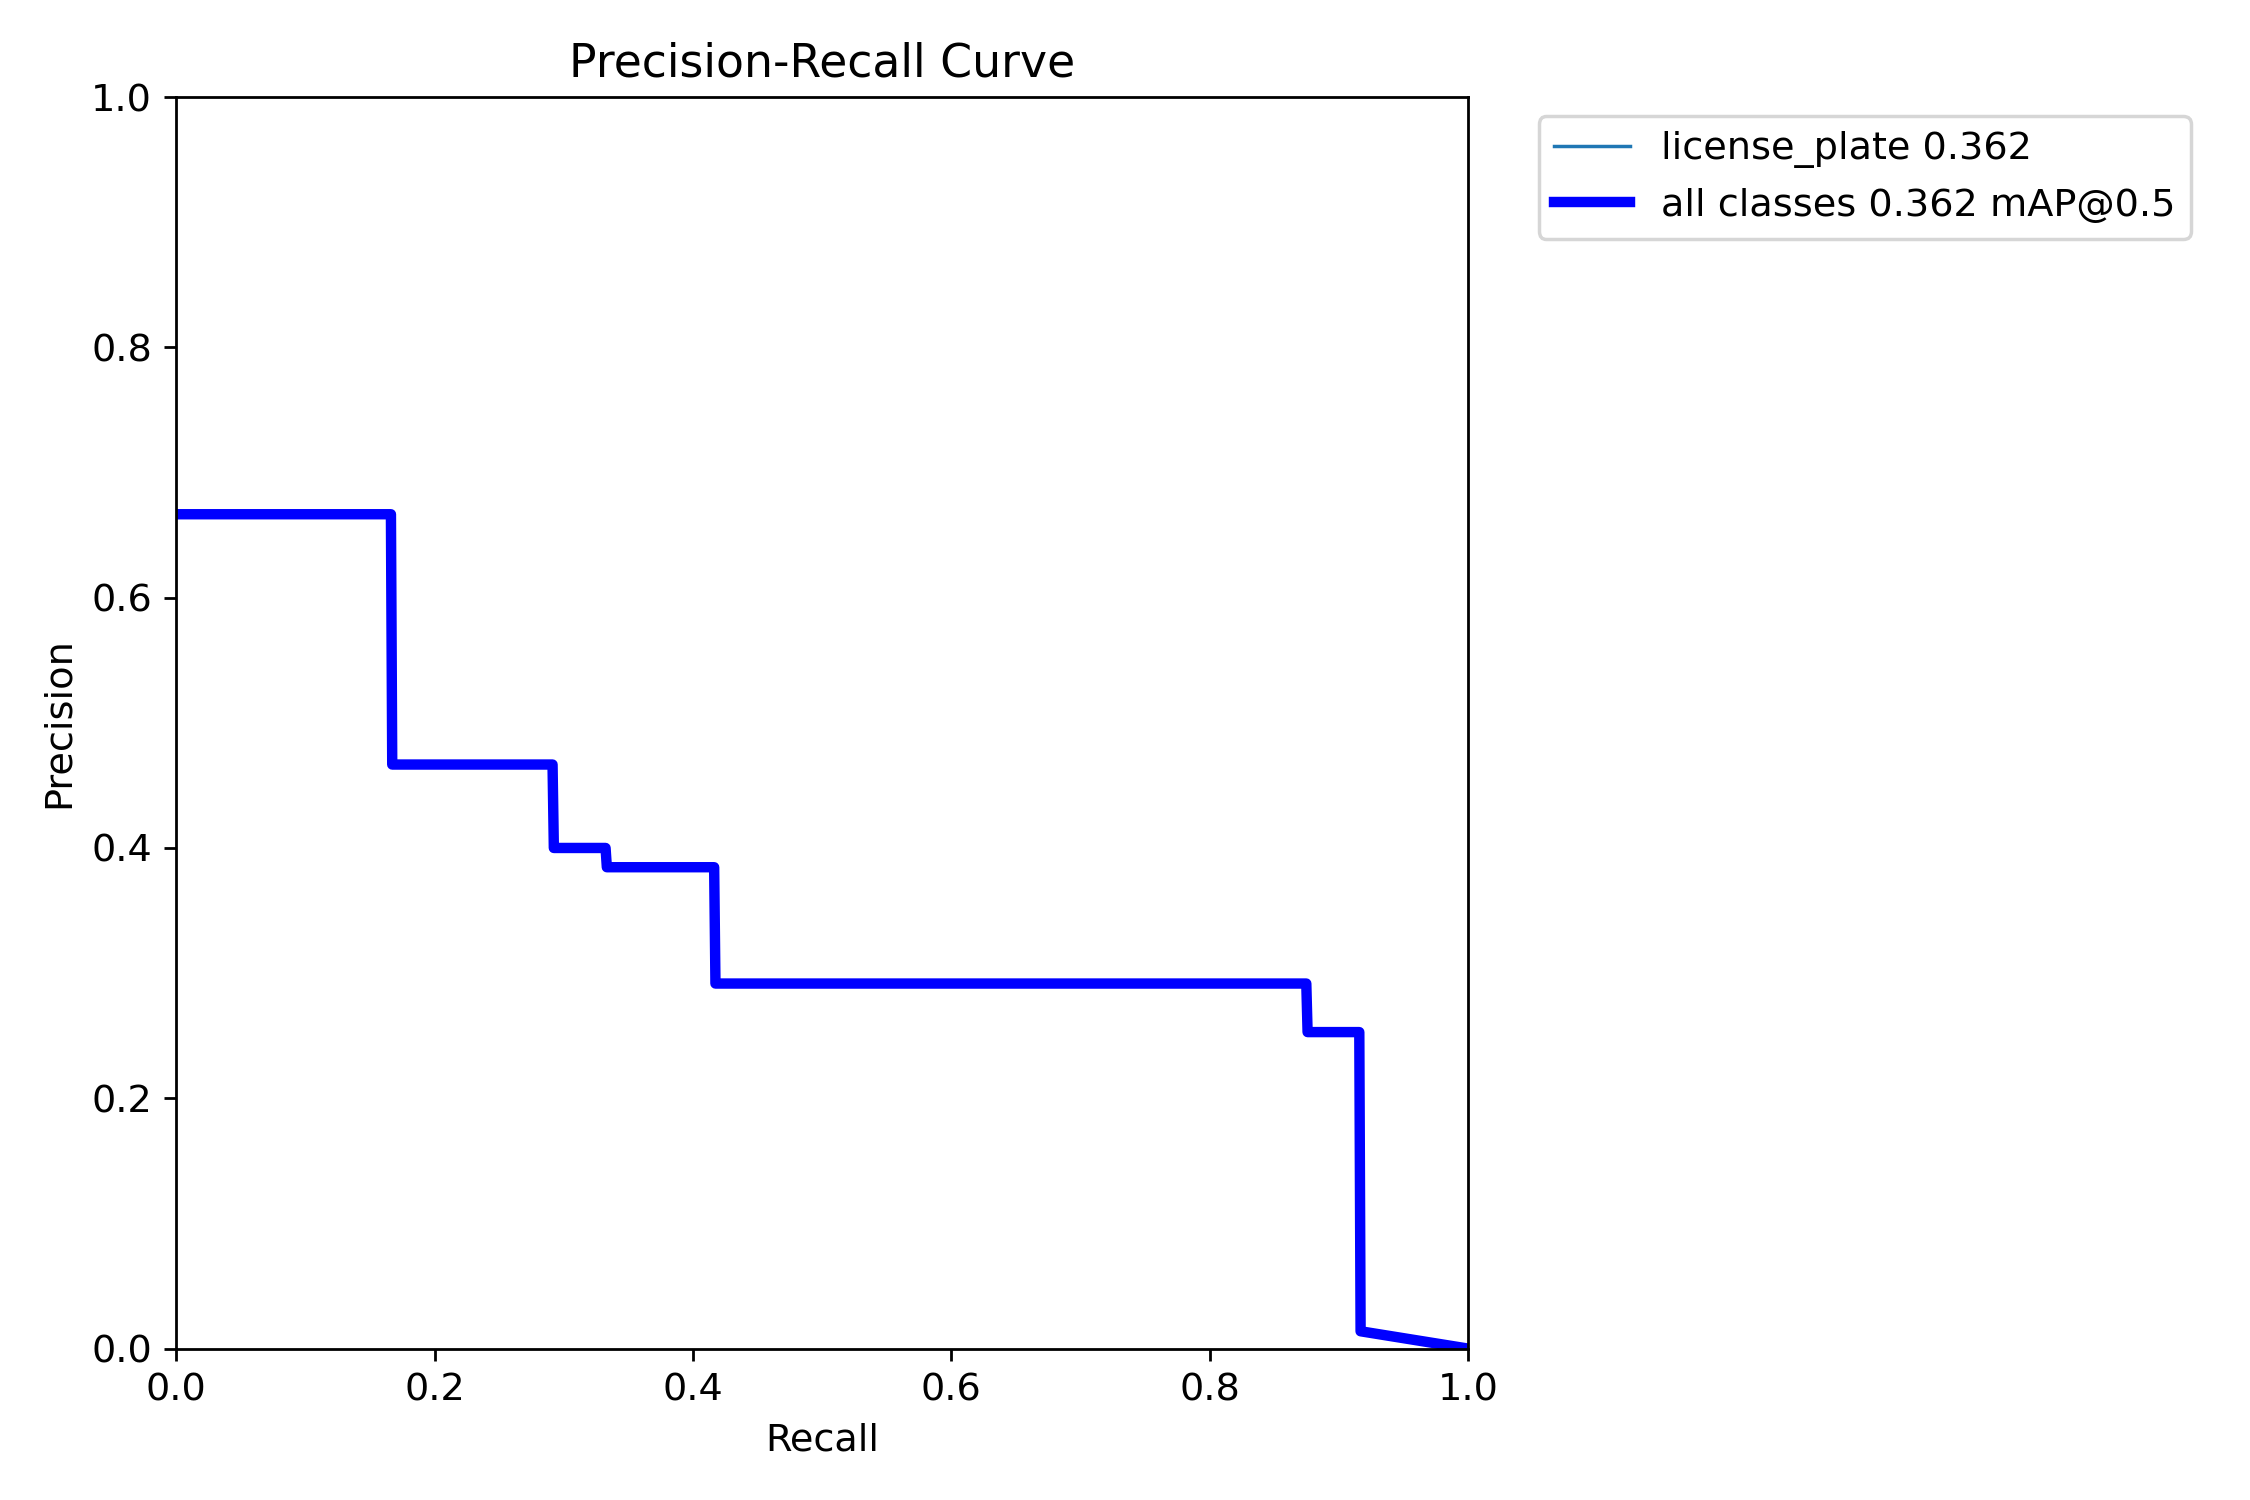 Precision-Recall Curve
license_plate 0.362
all classes 0.362 mAP@0.5
1.0
0.8
0.6
0.4
0.2
0.0
Precision
0.0 0.2 0.4 0.6 0.8 1.0
Recall